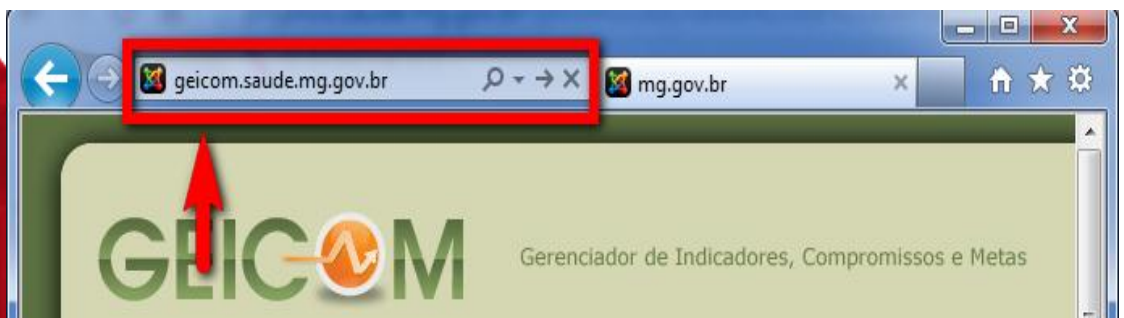 geicom.saude.mg.gov.br
mg.gov.br
GEICOM
Gerenciador de Indicadores, Compromissos e Metas